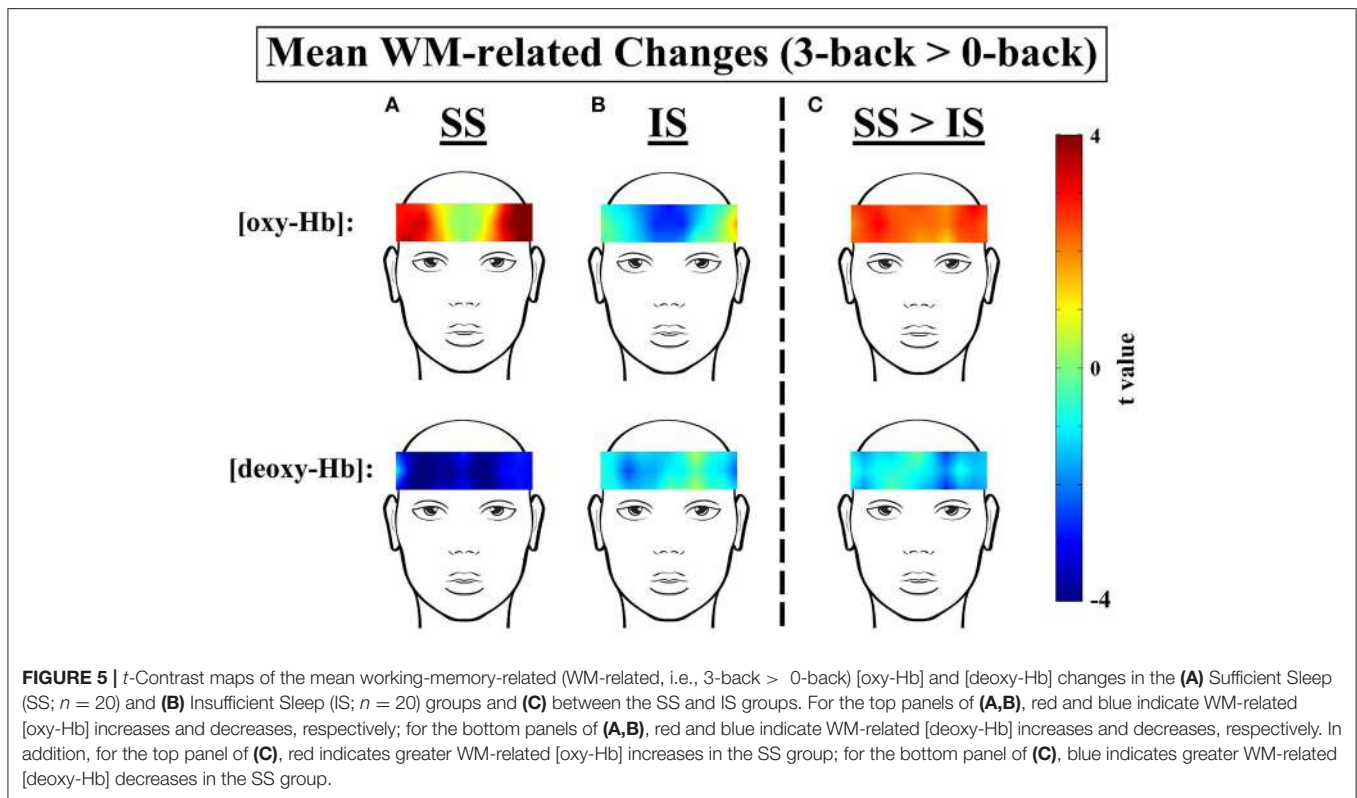 Mean WM-related Changes (3-back > 0-back)
A
SS
B
IS
C
SS > IS
4
[oxy-Hb]:
0
t value
[deoxy-Hb]:
-4
FIGURE 5 | t-Contrast maps of the mean working-memory-related (WM-related, i.e., 3-back > 0-back) [oxy-Hb] and [deoxy-Hb] changes in the (A) Sufficient Sleep
(SS; n = 20) and (B) Insufficient Sleep (IS; n = 20) groups and (C) between the SS and IS groups. For the top panels of (A,B), red and blue indicate WM-related
[oxy-Hb] increases and decreases, respectively; for the bottom panels of (A,B), red and blue indicate WM-related [deoxy-Hb] increases and decreases, respectively. In
addition, for the top panel of (C), red indicates greater WM-related [oxy-Hb] increases in the SS group; for the bottom panel of (C), blue indicates greater WM-related
[deoxy-Hb] decreases in the SS group.